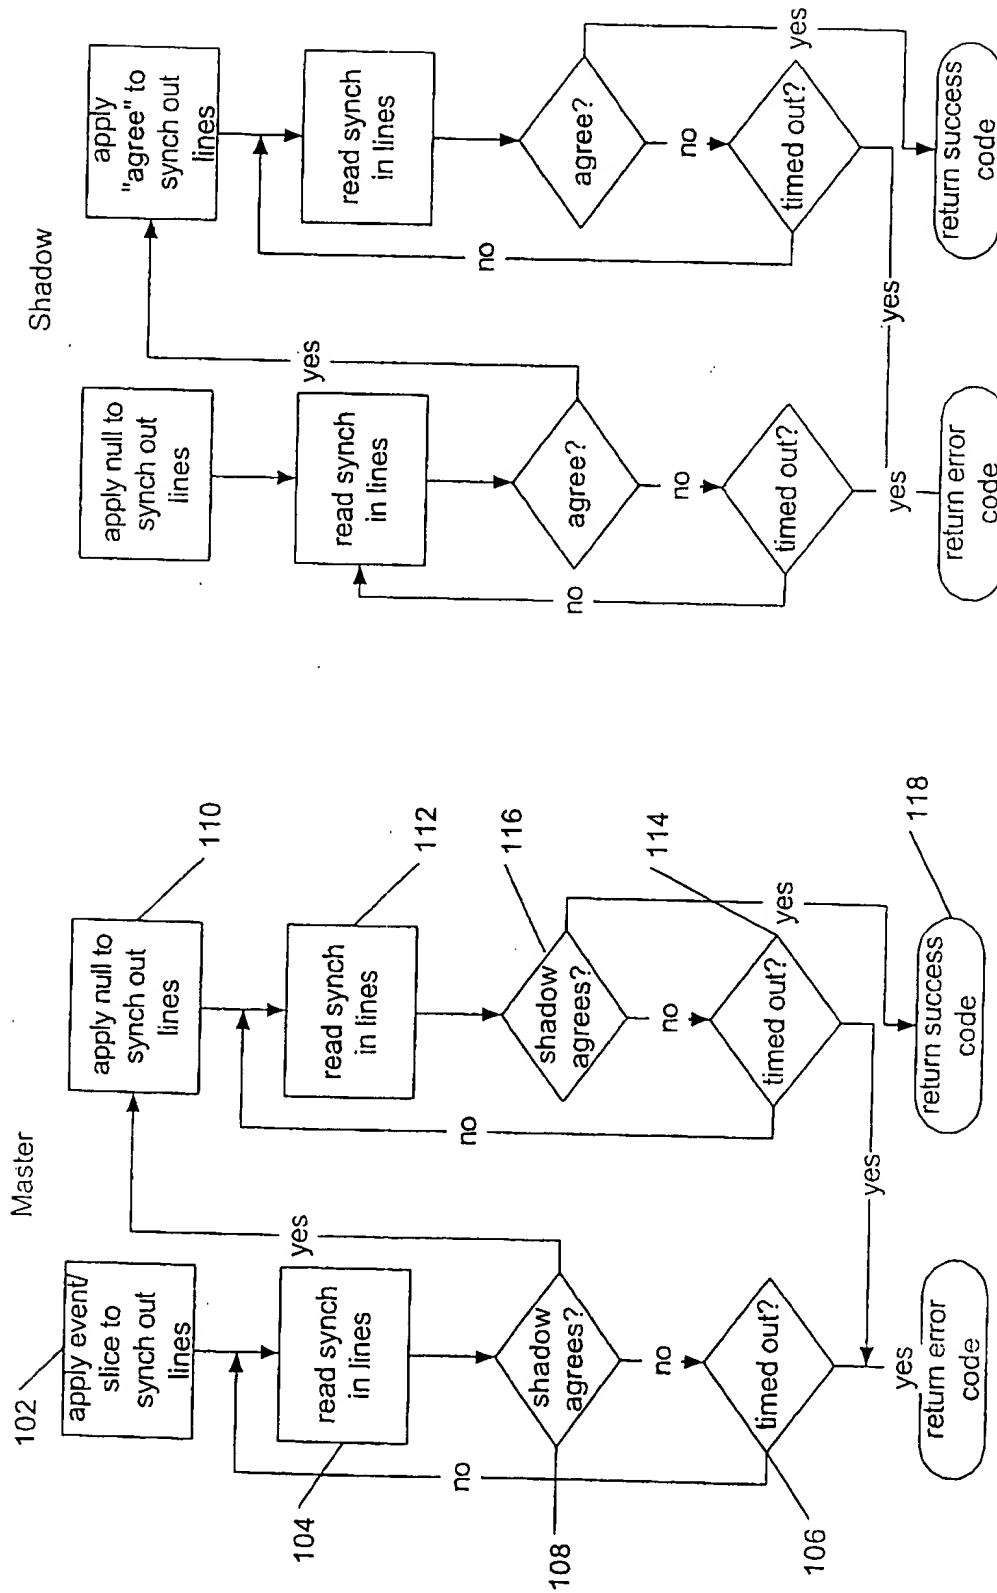 Master
102
apply event/
slice to
synch out
lines
104
read synch
in lines
108
shadow
agrees?
yes
no
106
timed out?
no
yes
return error
code
110
apply null to
synch out
lines
112
read synch
in lines
116
shadow
agrees?
yes
no
114
timed out?
no
yes
118
return success
code
Shadow
apply null to
synch out
lines
read synch
in lines
agree?
yes
no
timed out?
no
yes
return error
code
apply
"agree" to
synch out
lines
read synch
in lines
agree?
yes
no
timed out?
no
yes
return success
code